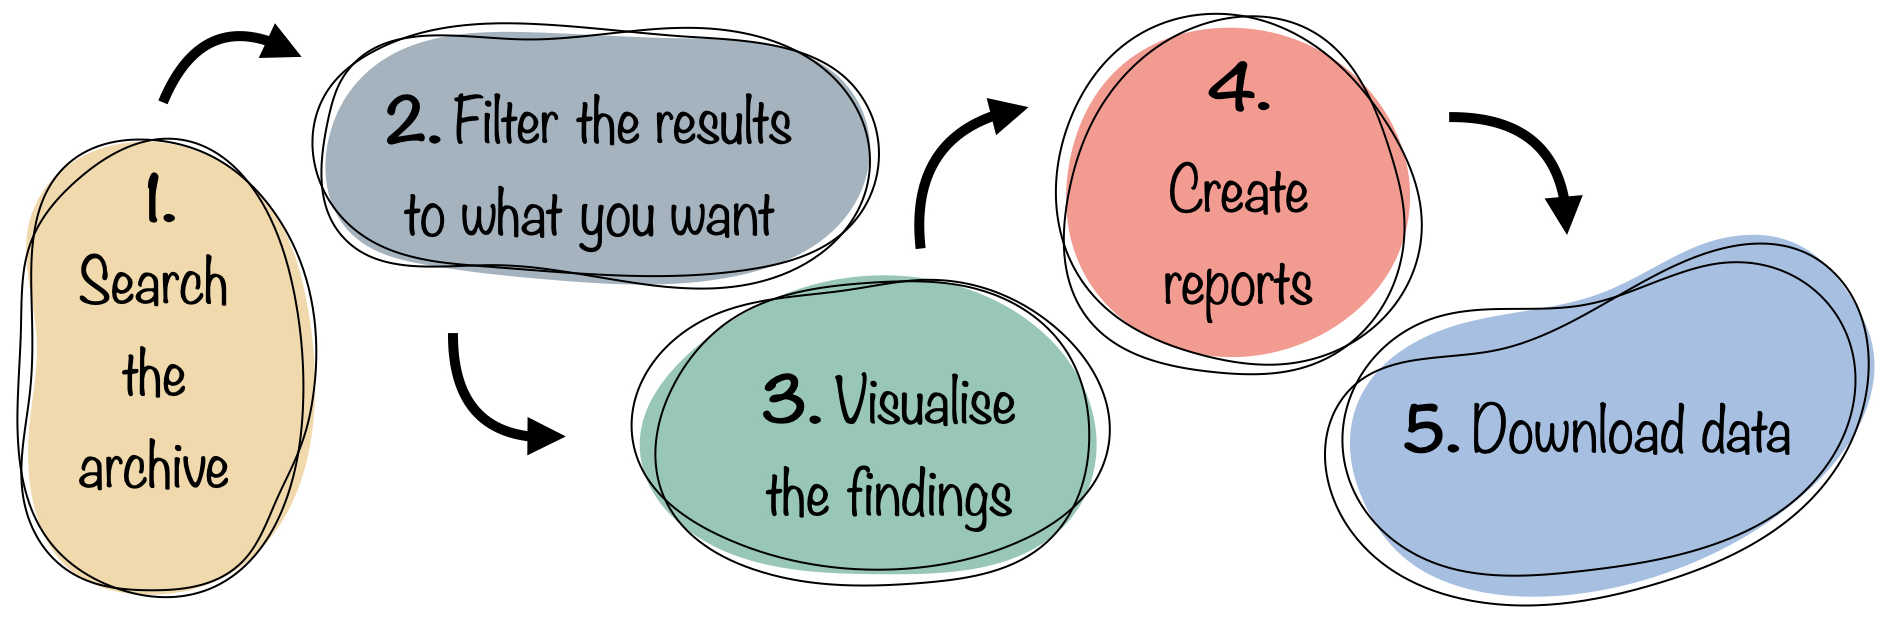 1.
Search
the
archive
2. Filter the results
to what you want
3. Visualise
the findings
4.
Create
reports
5. Download data